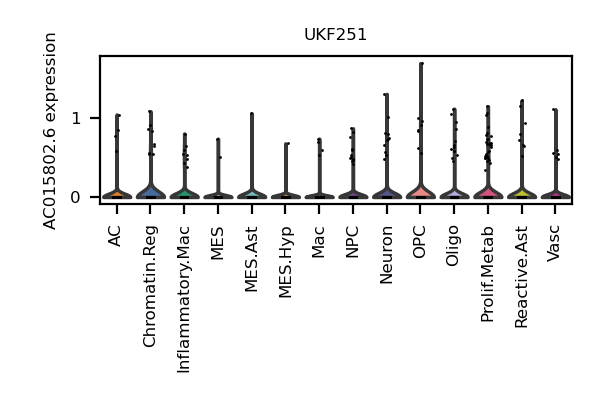 UKF251
AC015802.6 expression
1
0
AC
Chromatin.Reg
Inflammatory.Mac
MES
MES.Ast
MES.Hyp
Mac
NPC
Neuron
OPC
Oligo
Prolif.Metab
Reactive.Ast
Vasc